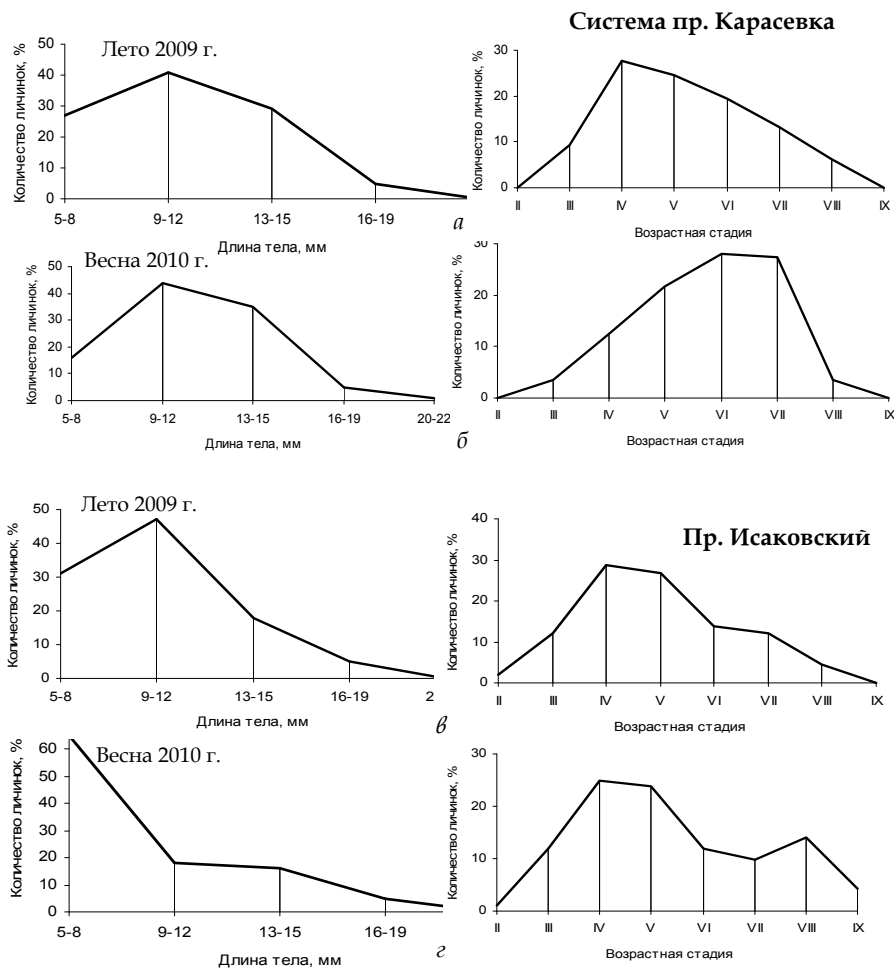 Система пр. Карасевка
Лето 2009 г.
Количество личинок, %
50
40
30
20
10
0
5-8 9-12 13-15 16-19
Длина тела, мм
Количество личинок, %
30
20
10
0
II III IV V VI VII VIII IX
Возрастная стадия
а
Весна 2010 г.
Количество личинок, %
50
40
30
20
10
0
5-8 9-12 13-15 16-19 20-22
Длина тела, мм
Количество личинок, %
30
20
10
0
II III IV V VI VII VIII IX
Возрастная стадия
б
Лето 2009 г.
Количество личинок, %
50
40
30
20
10
0
5-8 9-12 13-15 16-19 2
Длина тела, мм
Пр. Исаковский
Количество личинок, %
40
30
20
10
0
II III IV V VI VII VIII IX
Возрастная стадия
в
Весна 2010 г.
Количество личинок, %
60
50
40
30
20
10
0
5-8 9-12 13-15 16-19
Длина тела, мм
Количество личинок, %
30
20
10
0
II III IV V VI VII VIII IX
Возрастная стадия
г